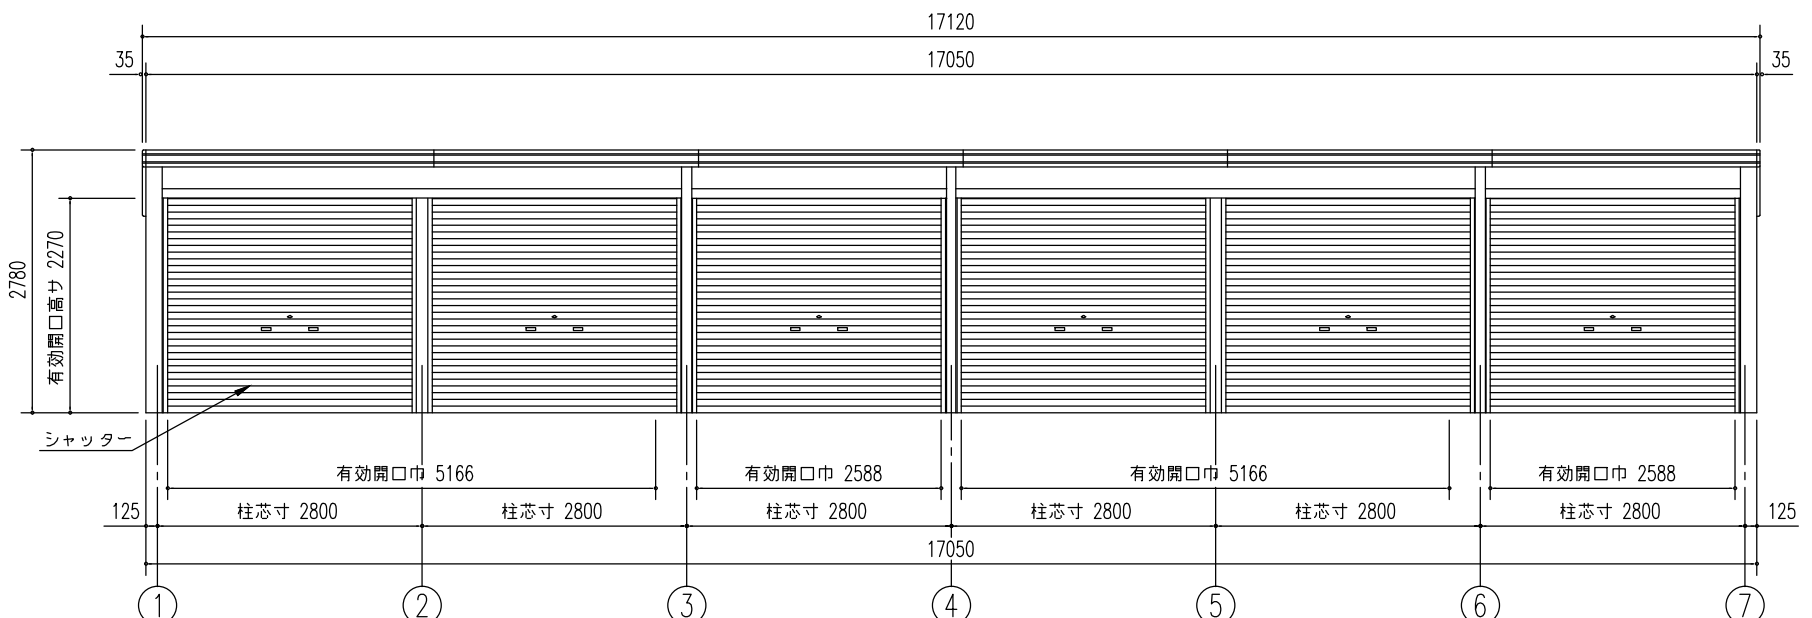 17120
35 17050 35
2780
有効開口高サ 2270
シャッター
有効開口巾 5166 有効開口巾 2588 有効開口巾 5166 有効開口巾 2588
125 柱芯寸 2800 柱芯寸 2800 柱芯寸 2800 柱芯寸 2800 柱芯寸 2800 柱芯寸 2800 125
17050
1 2 3 4 5 6 7